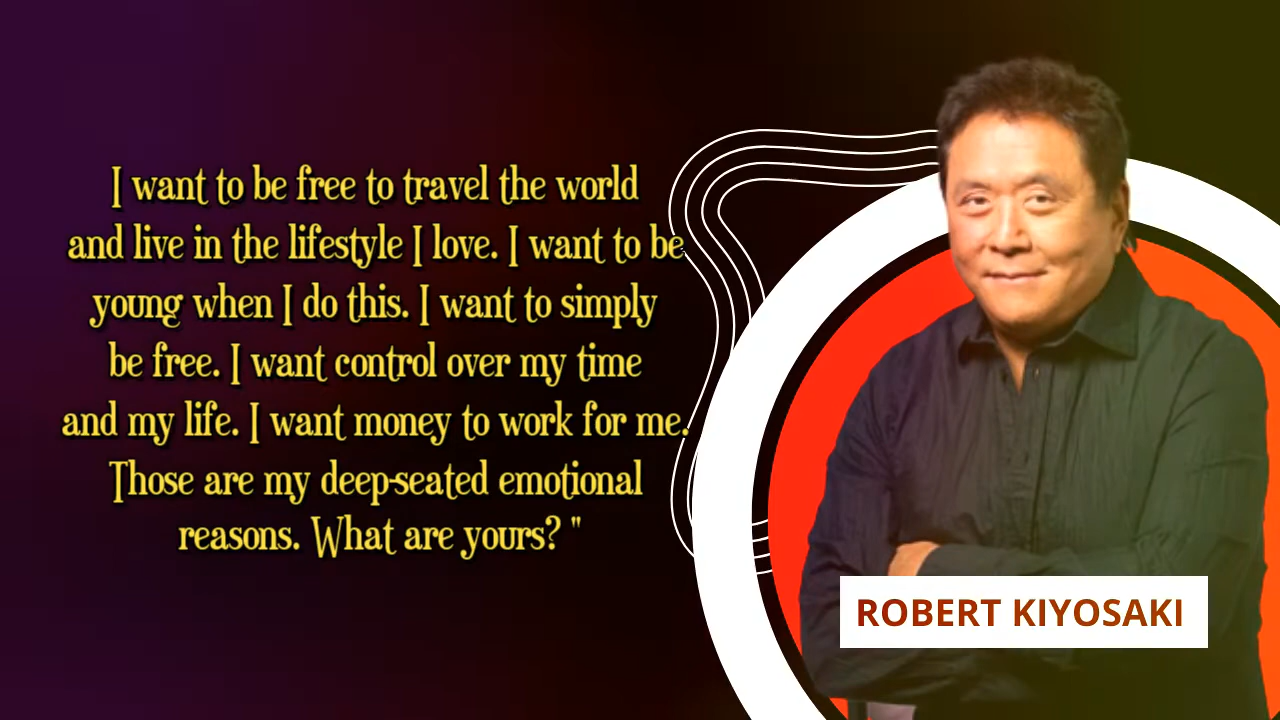 I want to be free to travel the world
and live in the lifestyle I love. I want to be
young when I do this. I want to simply
be free. I want control over my time
and my life. I want money to work for me.
Those are my deep-seated emotional
reasons. What are yours? "
ROBERT KIYOSAKI